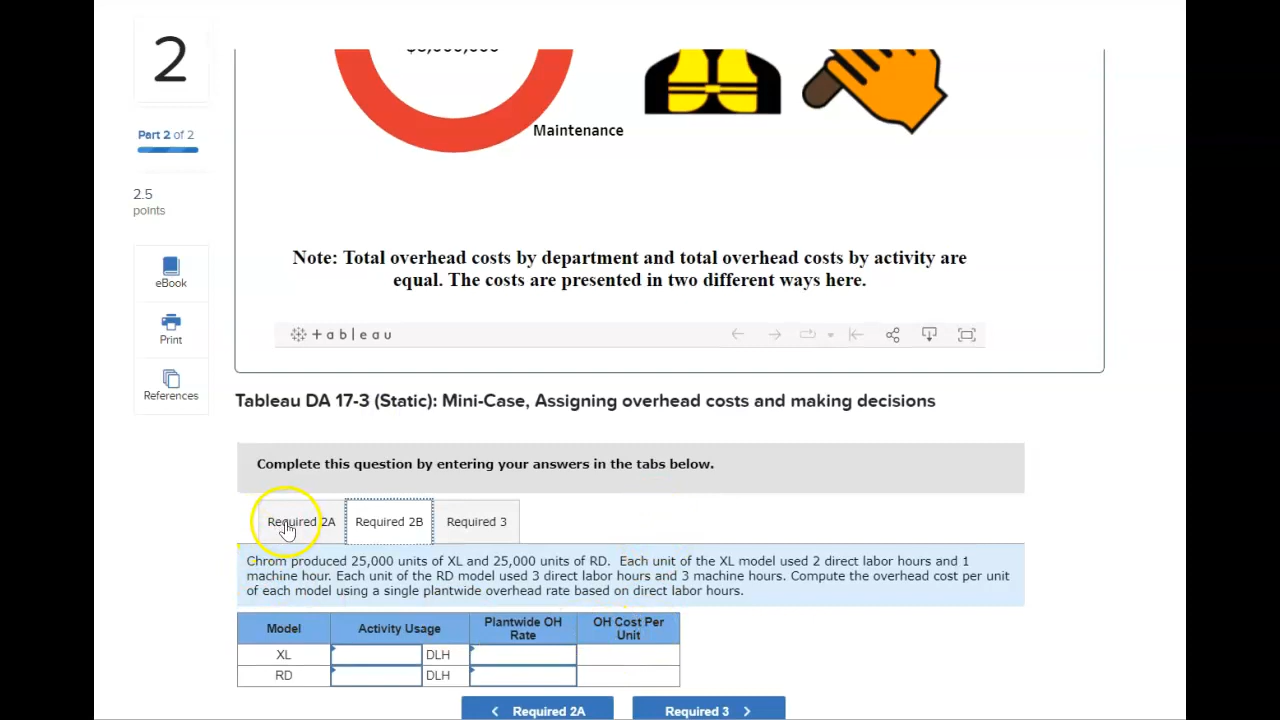 2
Part 2 of 2
2.5
points
eBook
Print
References
Maintenance
Note: Total overhead costs by department and total overhead costs by activity are
equal. The costs are presented in two different ways here.
+ a b l e a u
Tableau DA 17-3 (Static): Mini-Case, Assigning overhead costs and making decisions
Complete this question by entering your answers in the tabs below.
Required 2A Required 2B Required 3
Chrom produced 25,000 units of XL and 25,000 units of RD. Each unit of the XL model used 2 direct labor hours and 1
machine hour. Each unit of the RD model used 3 direct labor hours and 3 machine hours. Compute the overhead cost per unit
of each model using a single plantwide overhead rate based on direct labor hours.
Model Activity Usage Plantwide OH Rate OH Cost Per Unit
XL DLH
RD DLH
< Required 2A Required 3 >